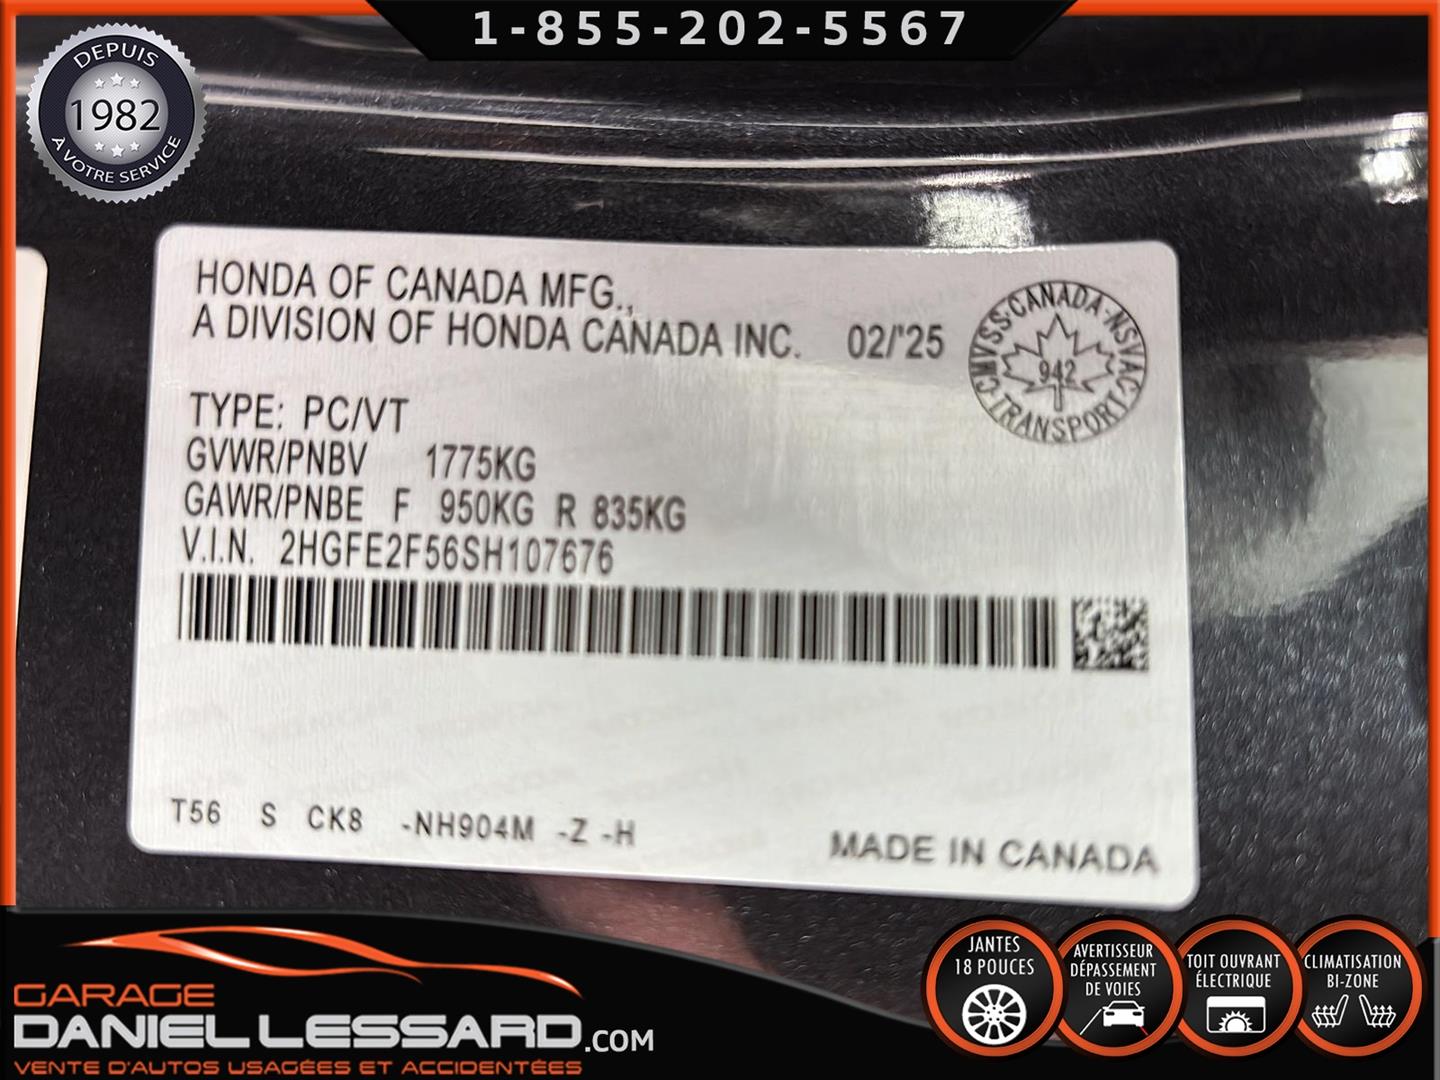 1-855-202-5567
DEPUIS
1982
À VOTRE SERVICE
HONDA OF CANADA MFG.,
A DIVISION OF HONDA CANADA INC. 02/'25
CMVSS·CANADA·NSVAC·TRANSPORT·
942
TYPE: PC/VT
GVWR/PNBV 1775KG
GAWR/PNBE F 950KG R 835KG
V.I.N. 2HGFE2F56SH107676
T56 S CK8 -NH904M -Z -H
MADE IN CANADA
GARAGE
DANIEL LESSARD.COM
VENTE D'AUTOS USAGÉES ET ACCIDENTÉES
JANTES
18 POUCES
AVERTISSEUR
DÉPASSEMENT
DE VOIES
TOIT OUVRANT
ÉLECTRIQUE
CLIMATISATION
BI-ZONE